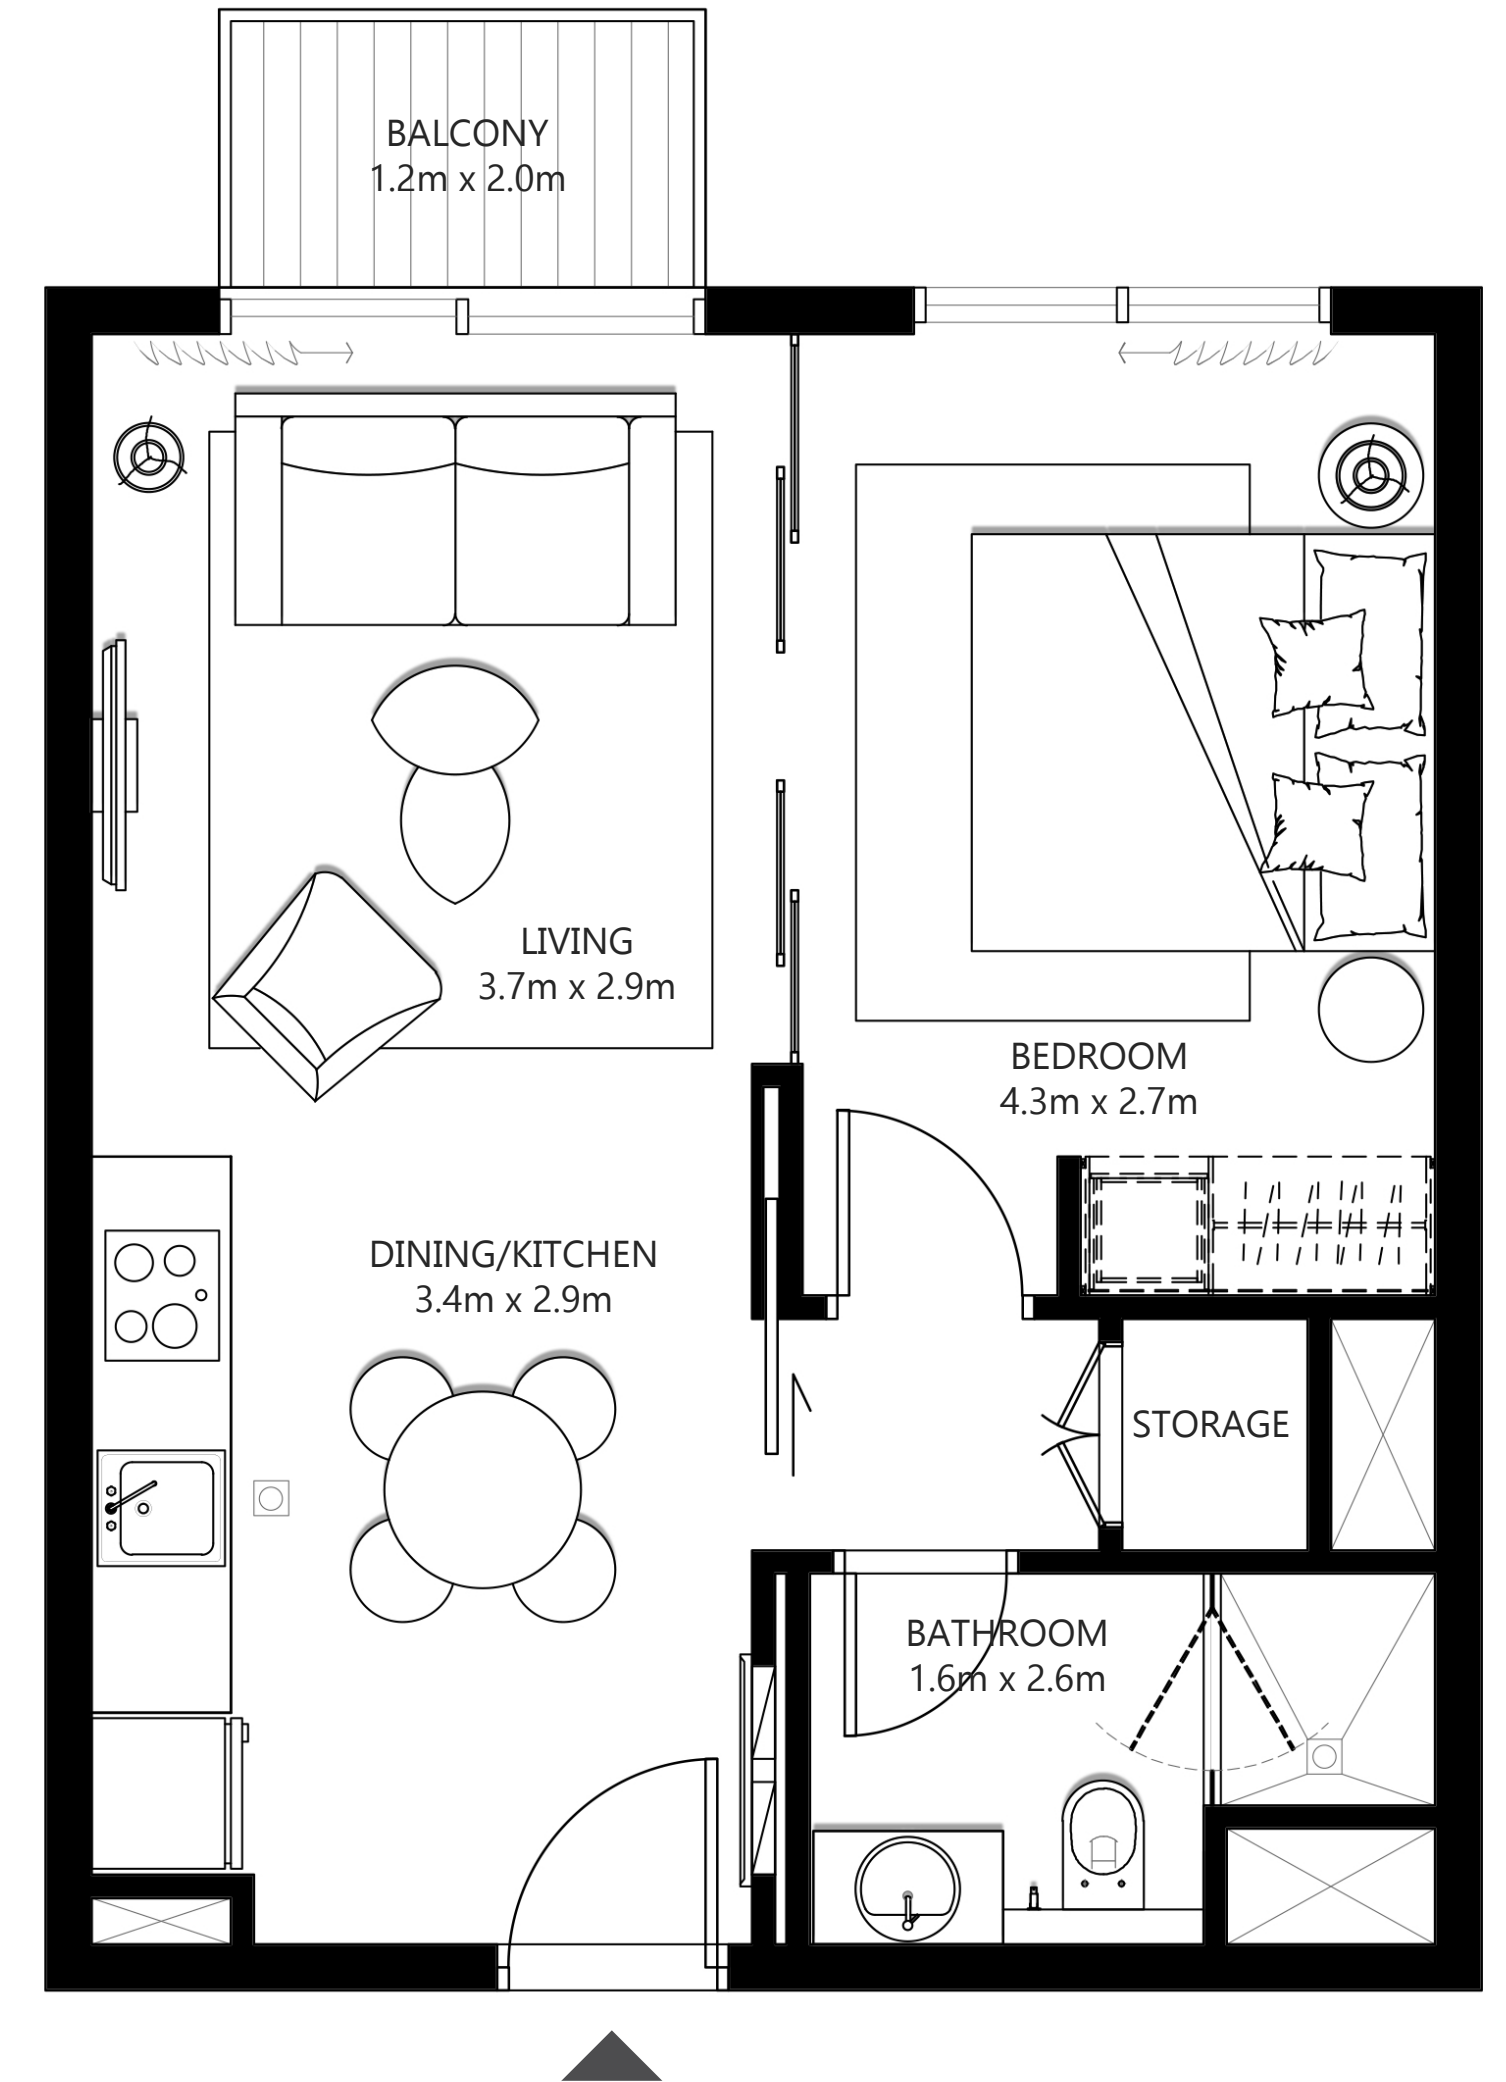 BALCONY
1.2m x 2.0m
LIVING
3.7m x 2.9m
BEDROOM
4.3m x 2.7m
DINING/KITCHEN
3.4m x 2.9m
STORAGE
BATHROOM
1.6m x 2.6m